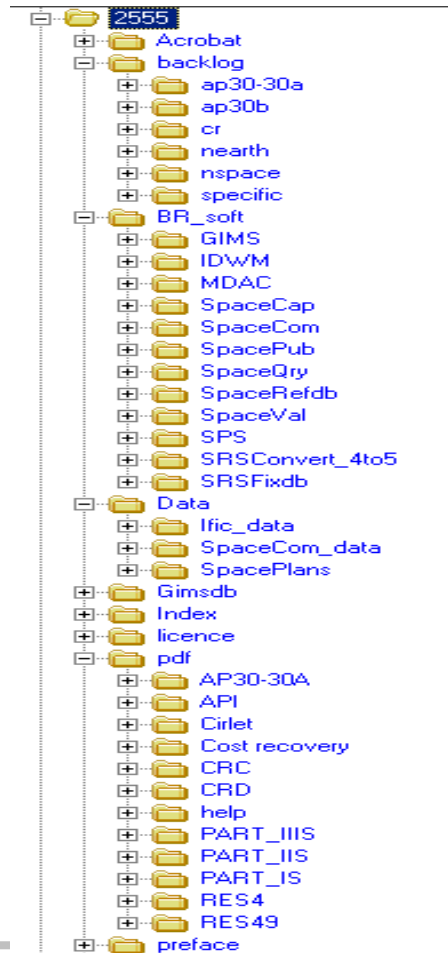 2555
Acrobat
backlog
ap30-30a
ap30b
cr
nearth
nspace
specific
BR_soft
GIMS
IDWM
MDAC
SpaceCap
SpaceCom
SpacePub
SpaceQry
SpaceRefdb
SpaceVal
SPS
SRSConvert_4to5
SRSFixdb
Data
Ific_data
SpaceCom_data
SpacePlans
Gimsdb
Index
licence
pdf
AP30-30A
API
Cirlet
Cost recovery
CRC
CRD
help
PART_IIIS
PART_IIS
PART_IS
RES4
RES49
preface